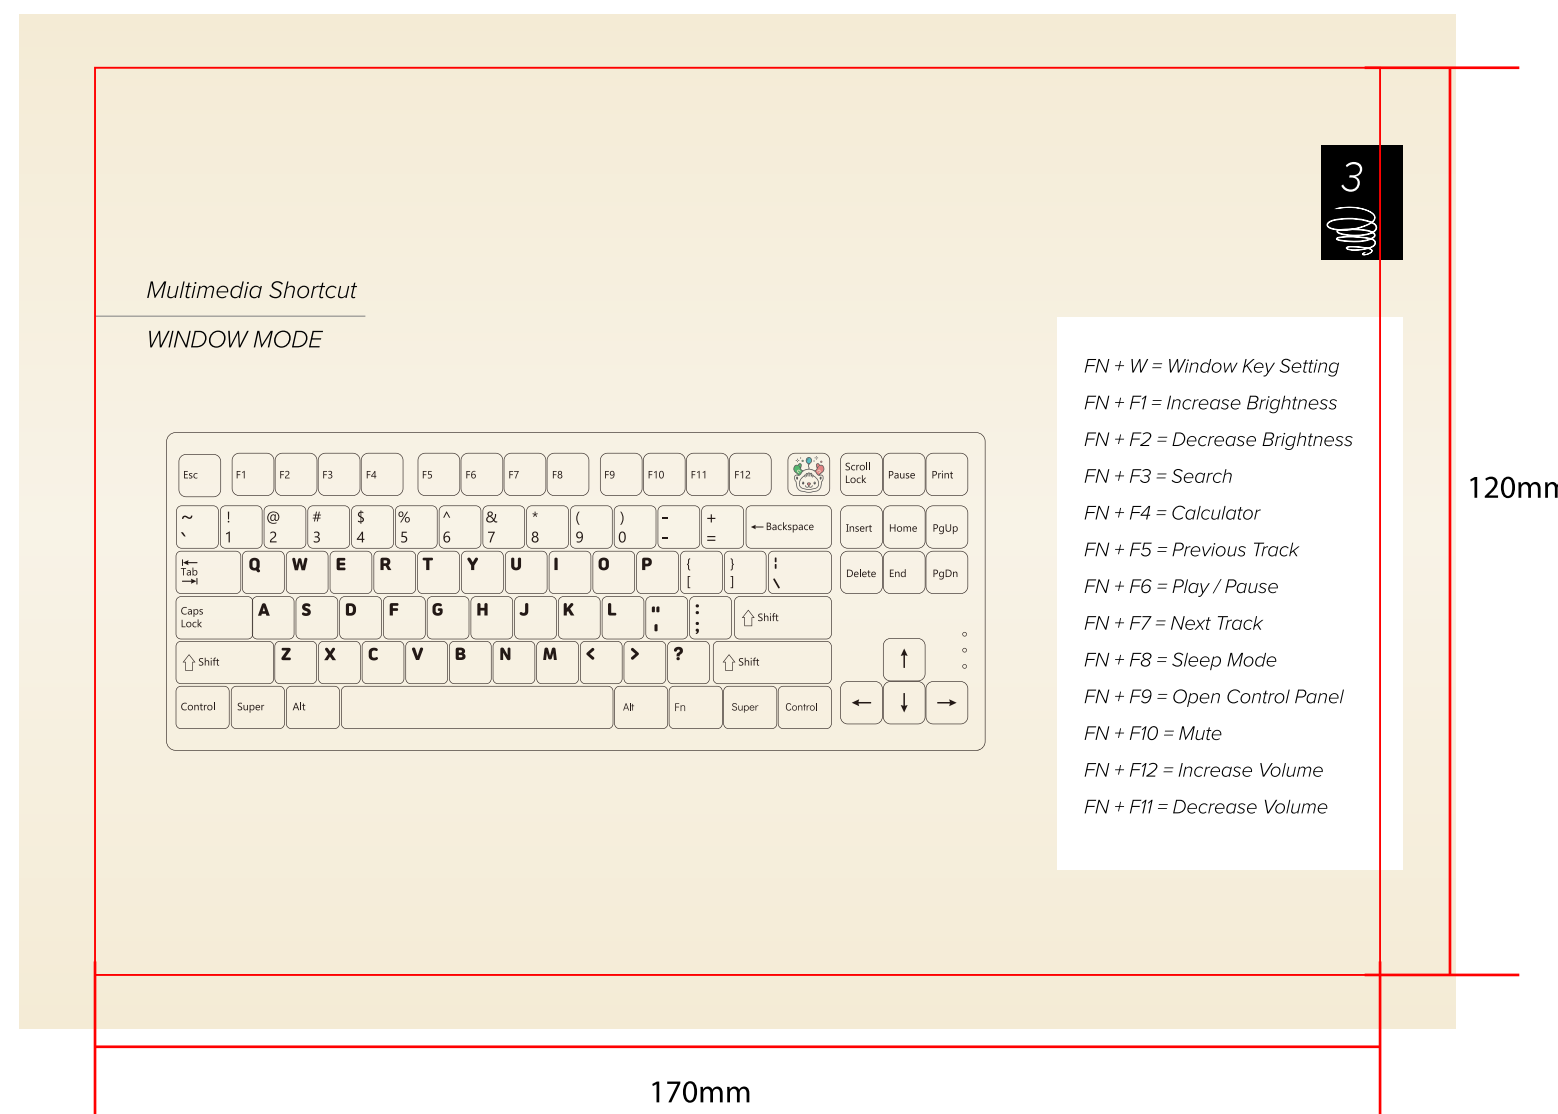 3
Multimedia Shortcut
WINDOW MODE
Esc F1 F2 F3 F4 F5 F6 F7 F8 F9 F10 F11 F12 Scroll Lock Pause Print
~ ! @ # $ % ^ & * ( ) - + ←Backspace Insert Home PgUp
` 1 2 3 4 5 6 7 8 9 0 - =
Tab Q W E R T Y U I O P { } ¦ Delete End PgDn
[ ] \
Caps Lock A S D F G H J K L " : ⇧ Shift
' ;
⇧ Shift Z X C V B N M < > ? ⇧ Shift ↑
Control Super Alt Alt Fn Super Control ← ↓ →
FN + W = Window Key Setting
FN + F1 = Increase Brightness
FN + F2 = Decrease Brightness
FN + F3 = Search
FN + F4 = Calculator
FN + F5 = Previous Track
FN + F6 = Play / Pause
FN + F7 = Next Track
FN + F8 = Sleep Mode
FN + F9 = Open Control Panel
FN + F10 = Mute
FN + F12 = Increase Volume
FN + F11 = Decrease Volume
170mm